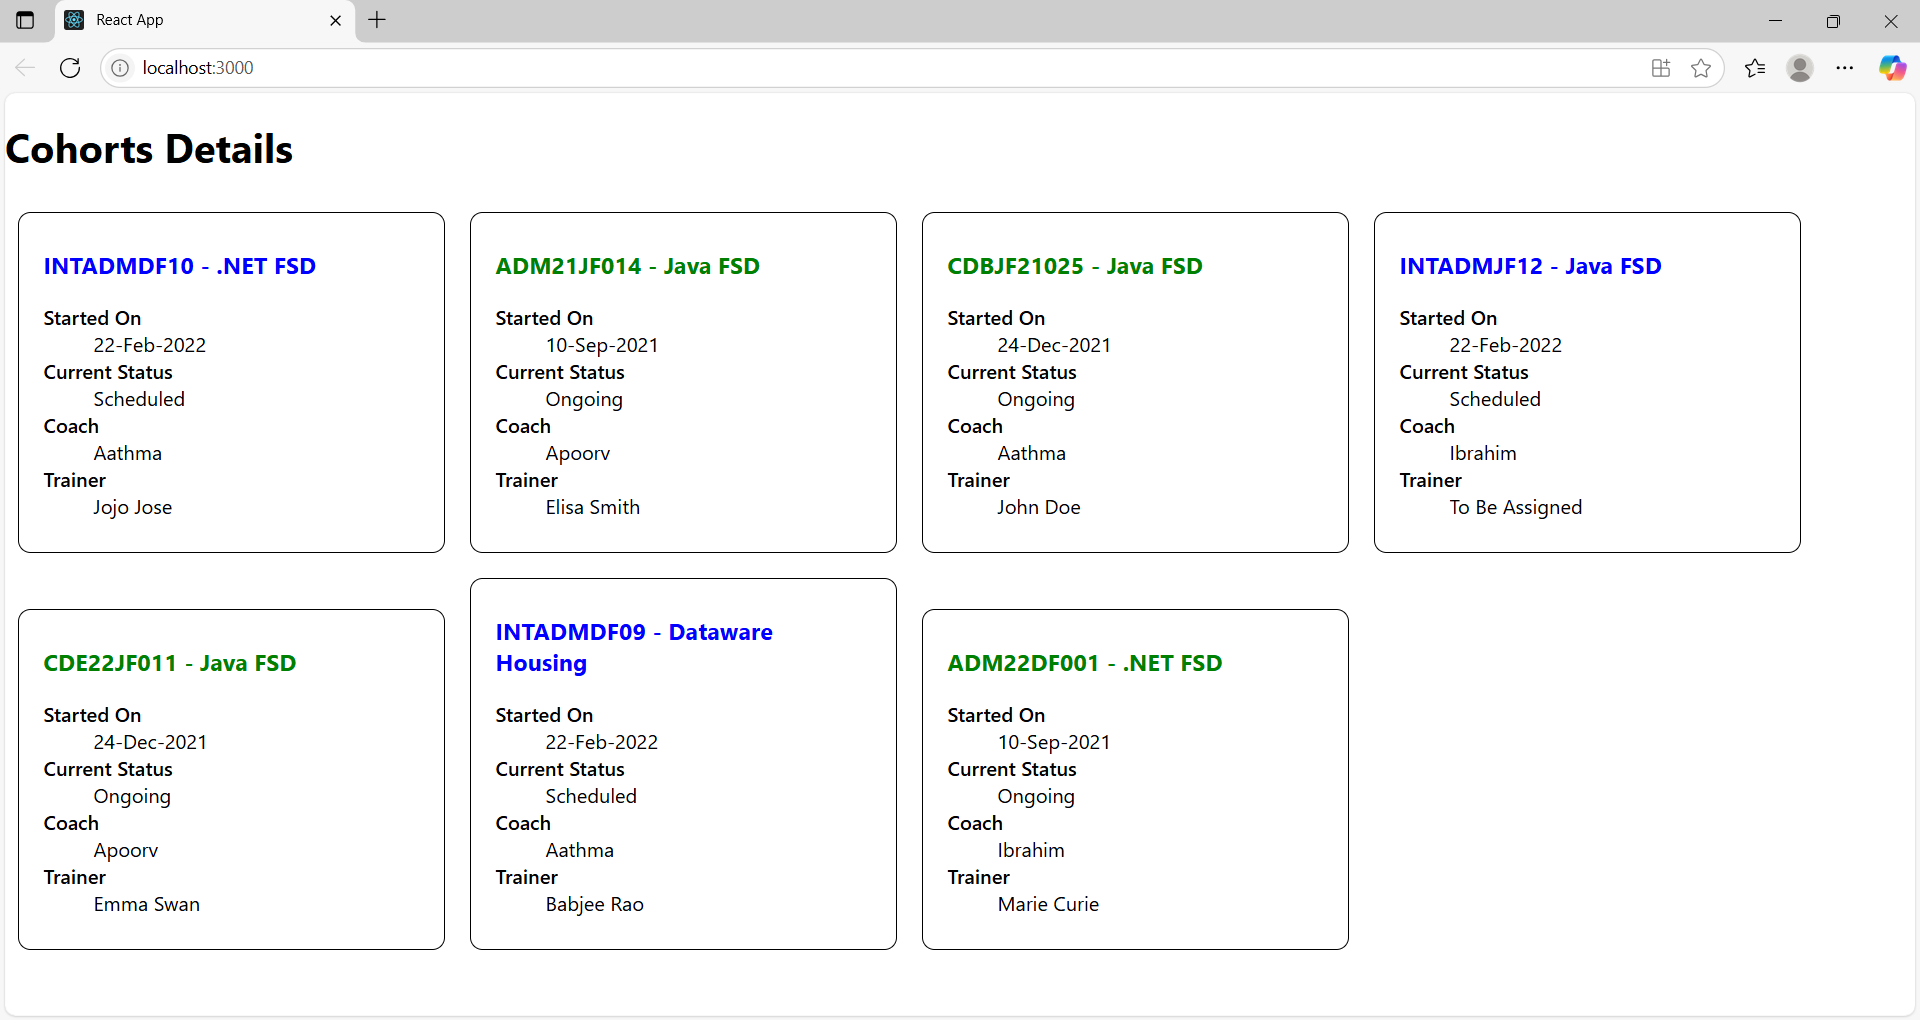 React App
localhost:3000
Cohorts Details
INTADMDF10 - .NET FSD
Started On
22-Feb-2022
Current Status
Scheduled
Coach
Aathma
Trainer
Jojo Jose
ADM21JF014 - Java FSD
Started On
10-Sep-2021
Current Status
Ongoing
Coach
Apoorv
Trainer
Elisa Smith
CDBJF21025 - Java FSD
Started On
24-Dec-2021
Current Status
Ongoing
Coach
Aathma
Trainer
John Doe
INTADMJF12 - Java FSD
Started On
22-Feb-2022
Current Status
Scheduled
Coach
Ibrahim
Trainer
To Be Assigned
CDE22JF011 - Java FSD
Started On
24-Dec-2021
Current Status
Ongoing
Coach
Apoorv
Trainer
Emma Swan
INTADMDF09 - Dataware
Housing
Started On
22-Feb-2022
Current Status
Scheduled
Coach
Aathma
Trainer
Babjee Rao
ADM22DF001 - .NET FSD
Started On
10-Sep-2021
Current Status
Ongoing
Coach
Ibrahim
Trainer
Marie Curie